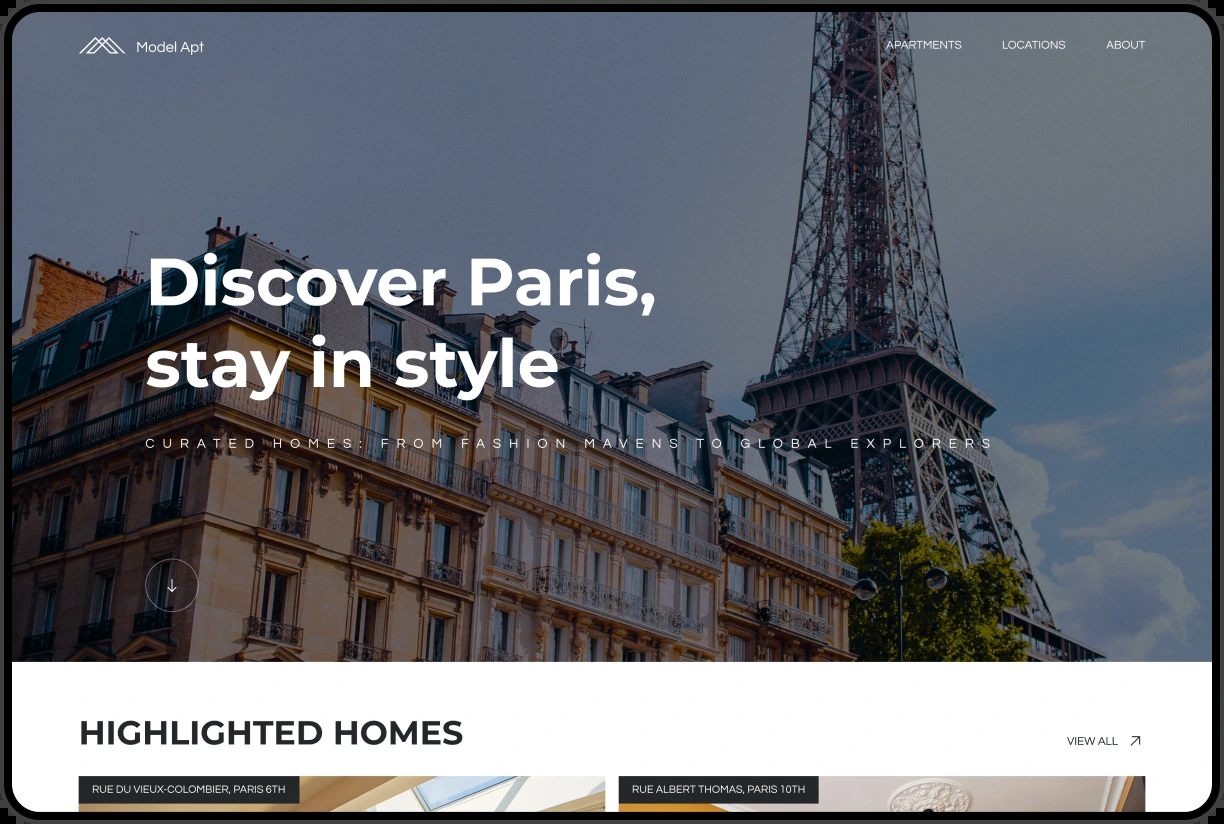 Model Apt
APARTMENTS
LOCATIONS
ABOUT
Discover Paris,
stay in style
CURATED HOMES: FROM FASHION MAVENS TO GLOBAL EXPLORERS
HIGHLIGHTED HOMES
VIEW ALL
RUE DU VIEUX-COLOMBIER, PARIS 6TH
RUE ALBERT THOMAS, PARIS 10TH